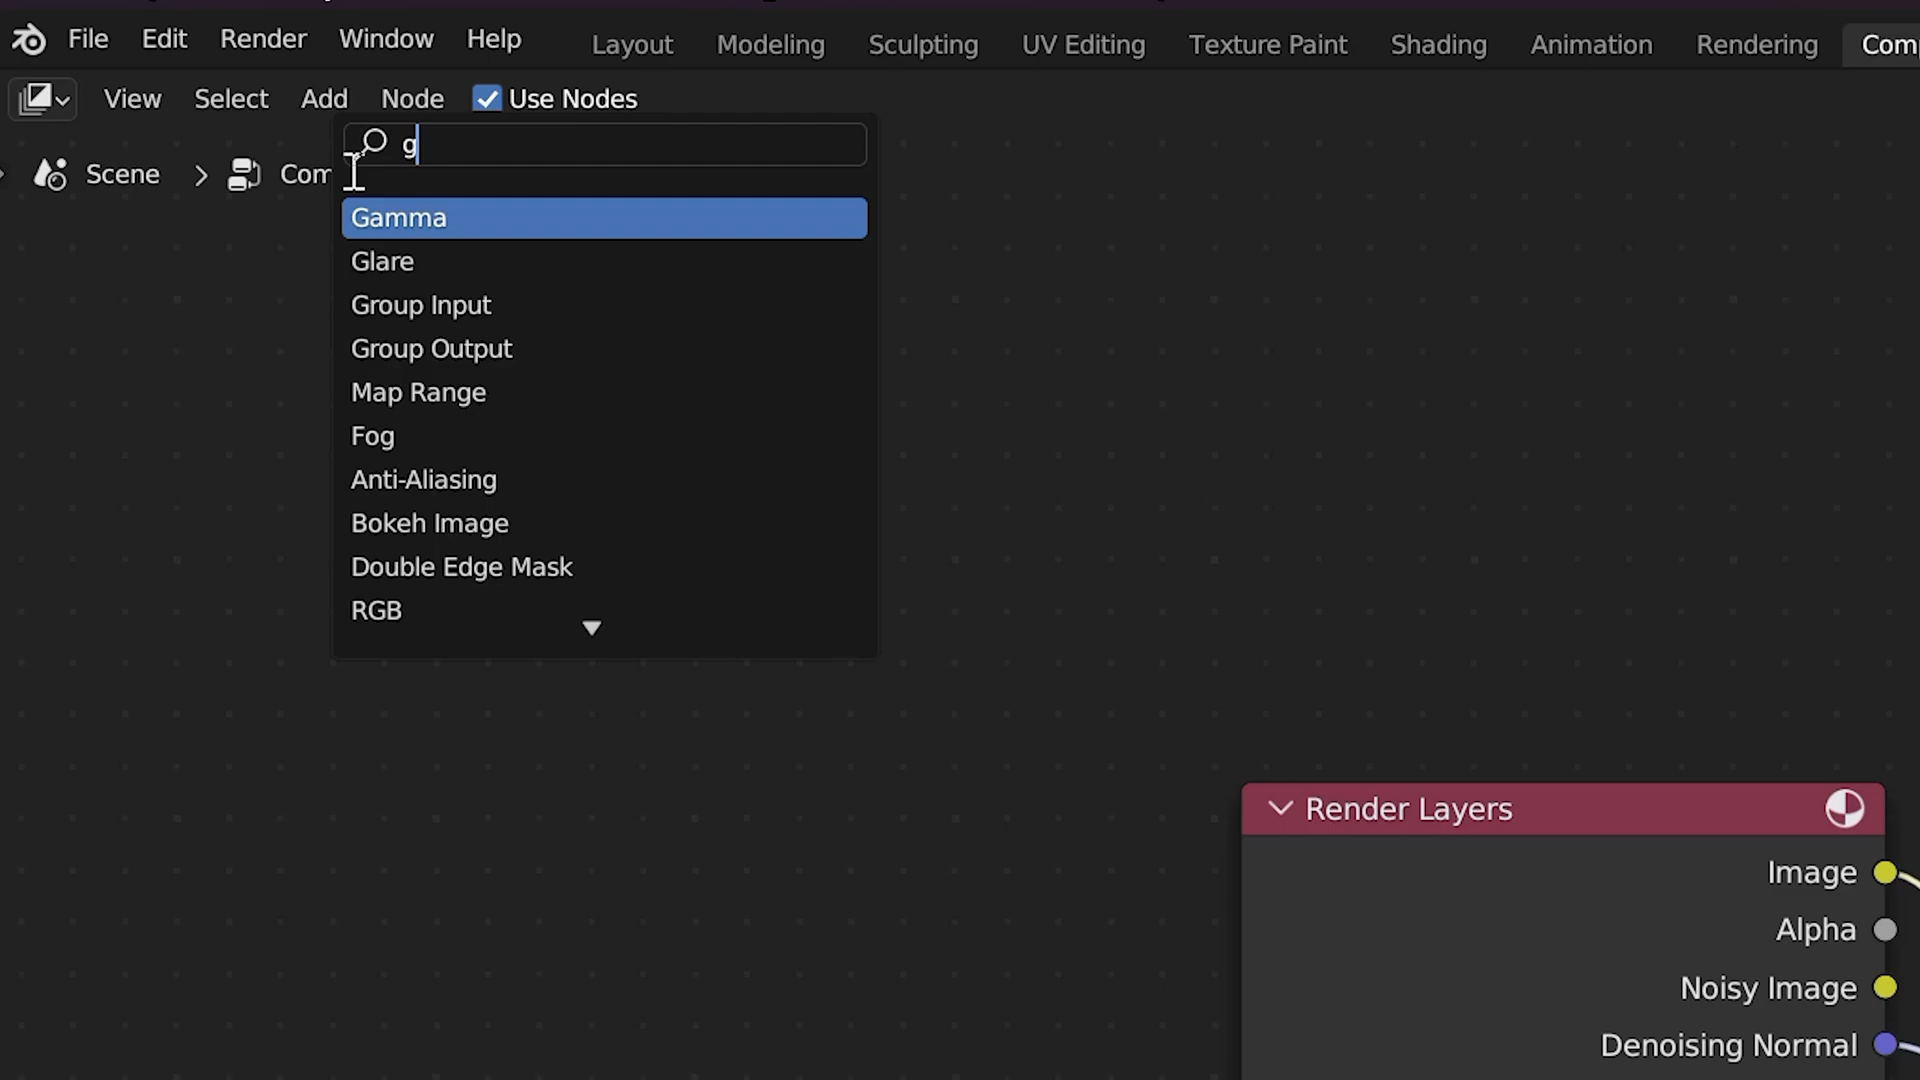 File Edit Render Window Help Layout Modeling Sculpting UV Editing Texture Paint Shading Animation Rendering Com
View Select Add Node Use Nodes
g
Scene > Com
Gamma
Glare
Group Input
Group Output
Map Range
Fog
Anti-Aliasing
Bokeh Image
Double Edge Mask
RGB
Render Layers
Image
Alpha
Noisy Image
Denoising Normal